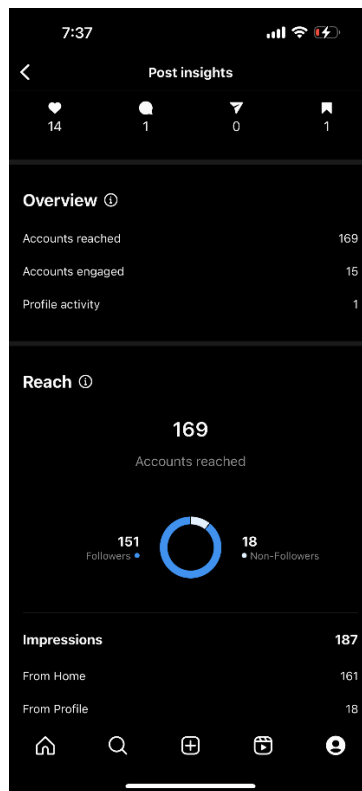 7:37
Post insights
14 1 0 1
Overview
Accounts reached 169
Accounts engaged 15
Profile activity 1
Reach
169
Accounts reached
151 18
Followers Non-Followers
Impressions 187
From Home 161
From Profile 18